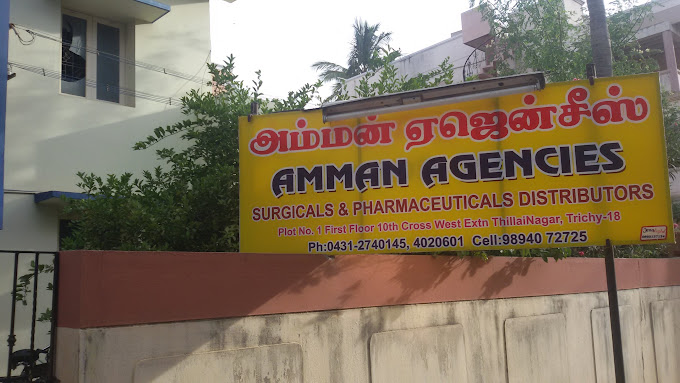 அம்மன் ஏஜென்சீஸ்
AMMAN AGENCIES
SURGICALS & PHARMACEUTICALS DISTRIBUTORS
Plot No. 1 First Floor 10th Cross West Extn ThillaiNagar, Trichy-18
Ph:0431-2740145, 4020601 Cell:98940 72725